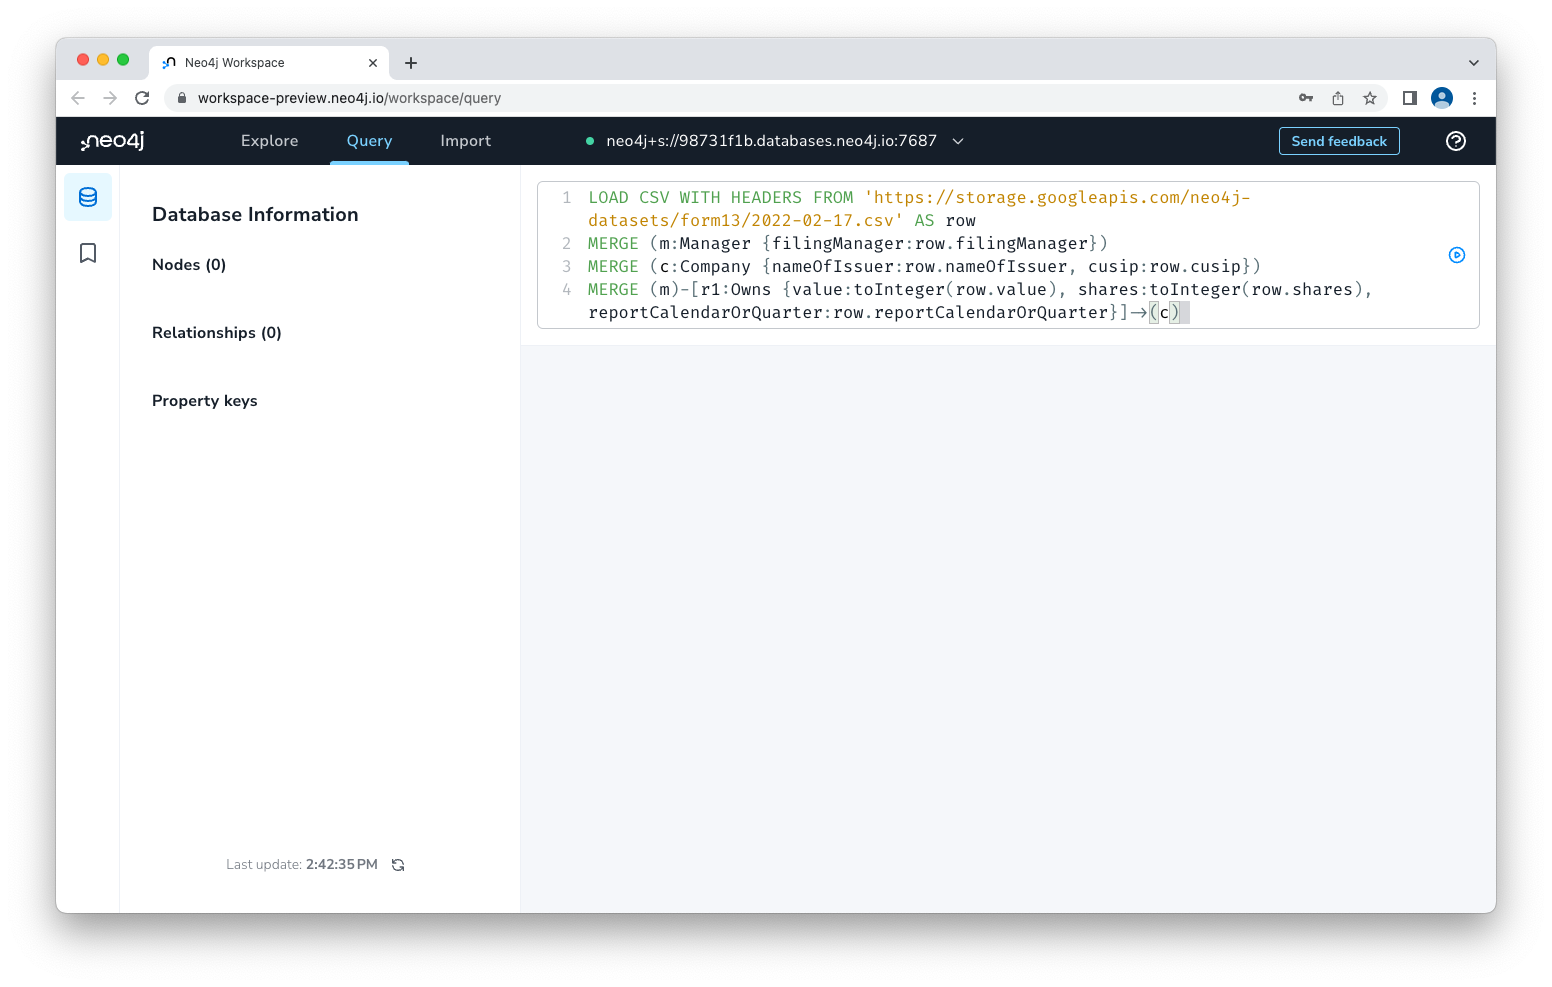 Neo4j Workspace
workspace-preview.neo4j.io/workspace/query
neo4j
Explore
Query
Import
neo4j+s://98731f1b.databases.neo4j.io:7687
Send feedback
Database Information
Nodes (0)
Relationships (0)
Property keys
Last update: 2:42:35 PM
1 LOAD CSV WITH HEADERS FROM 'https://storage.googleapis.com/neo4j-
datasets/form13/2022-02-17.csv' AS row
2 MERGE (m:Manager {filingManager:row.filingManager})
3 MERGE (c:Company {nameOfIssuer:row.nameOfIssuer, cusip:row.cusip})
4 MERGE (m)-[r1:Owns {value:toInteger(row.value), shares:toInteger(row.shares),
reportCalendarOrQuarter:row.reportCalendarOrQuarter}]->(c)